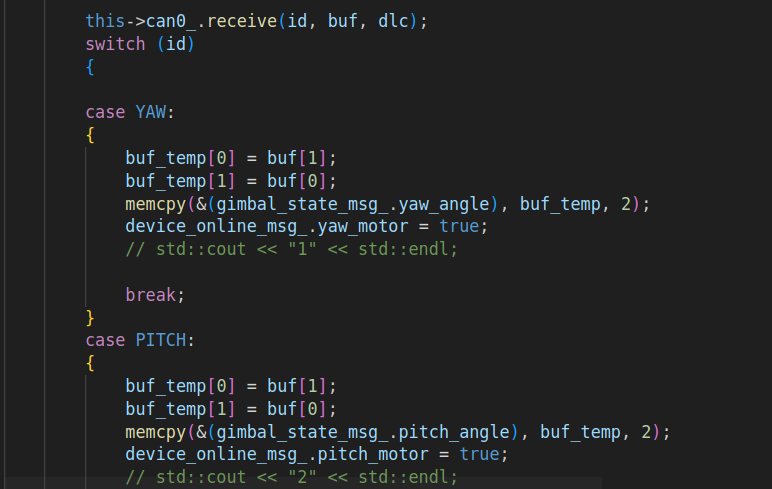 this->can0_.receive(id, buf, dlc);
switch (id)
{
case YAW:
{
buf_temp[0] = buf[1];
buf_temp[1] = buf[0];
memcpy(&(gimbal_state_msg_.yaw_angle), buf_temp, 2);
device_online_msg_.yaw_motor = true;
// std::cout << "1" << std::endl;
break;
}
case PITCH:
{
buf_temp[0] = buf[1];
buf_temp[1] = buf[0];
memcpy(&(gimbal_state_msg_.pitch_angle), buf_temp, 2);
device_online_msg_.pitch_motor = true;
// std::cout << "2" << std::endl;